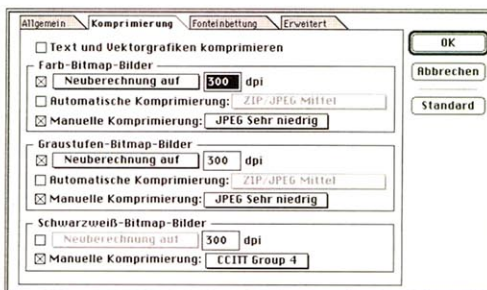 Allgemein Komprimierung Fonteinbettung Erweitert
Text und Vektorgrafiken komprimieren
Farb-Bitmap-Bilder
Neuberechnung auf 300 dpi
Automatische Komprimierung: ZIP/JPEG Mittel
Manuelle Komprimierung: JPEG Sehr niedrig
Graustufen-Bitmap-Bilder
Neuberechnung auf 300 dpi
Automatische Komprimierung: ZIP/JPEG Mittel
Manuelle Komprimierung: JPEG Sehr niedrig
Schwarzweiß-Bitmap-Bilder
Neuberechnung auf 300 dpi
Manuelle Komprimierung: CCITT Group 4
OK
Abbrechen
Standard